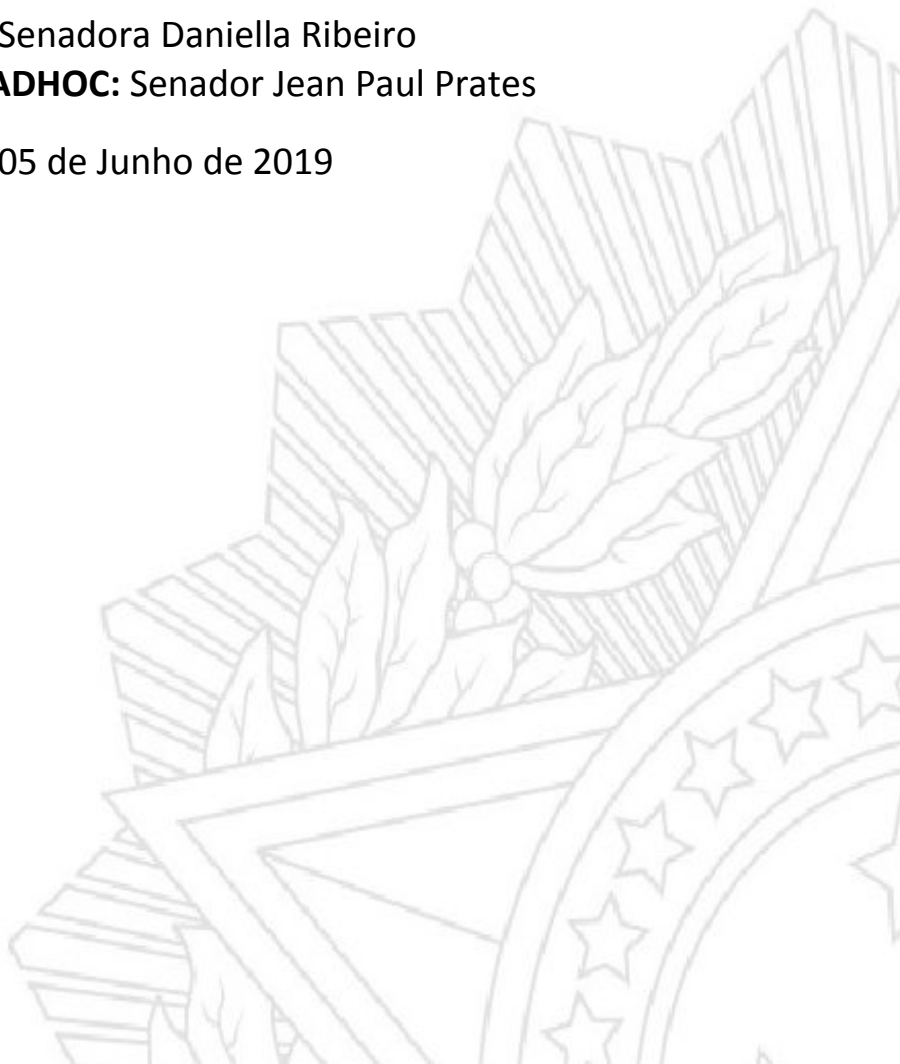 Senadora Daniella Ribeiro
ADHOC: Senador Jean Paul Prates
05 de Junho de 2019